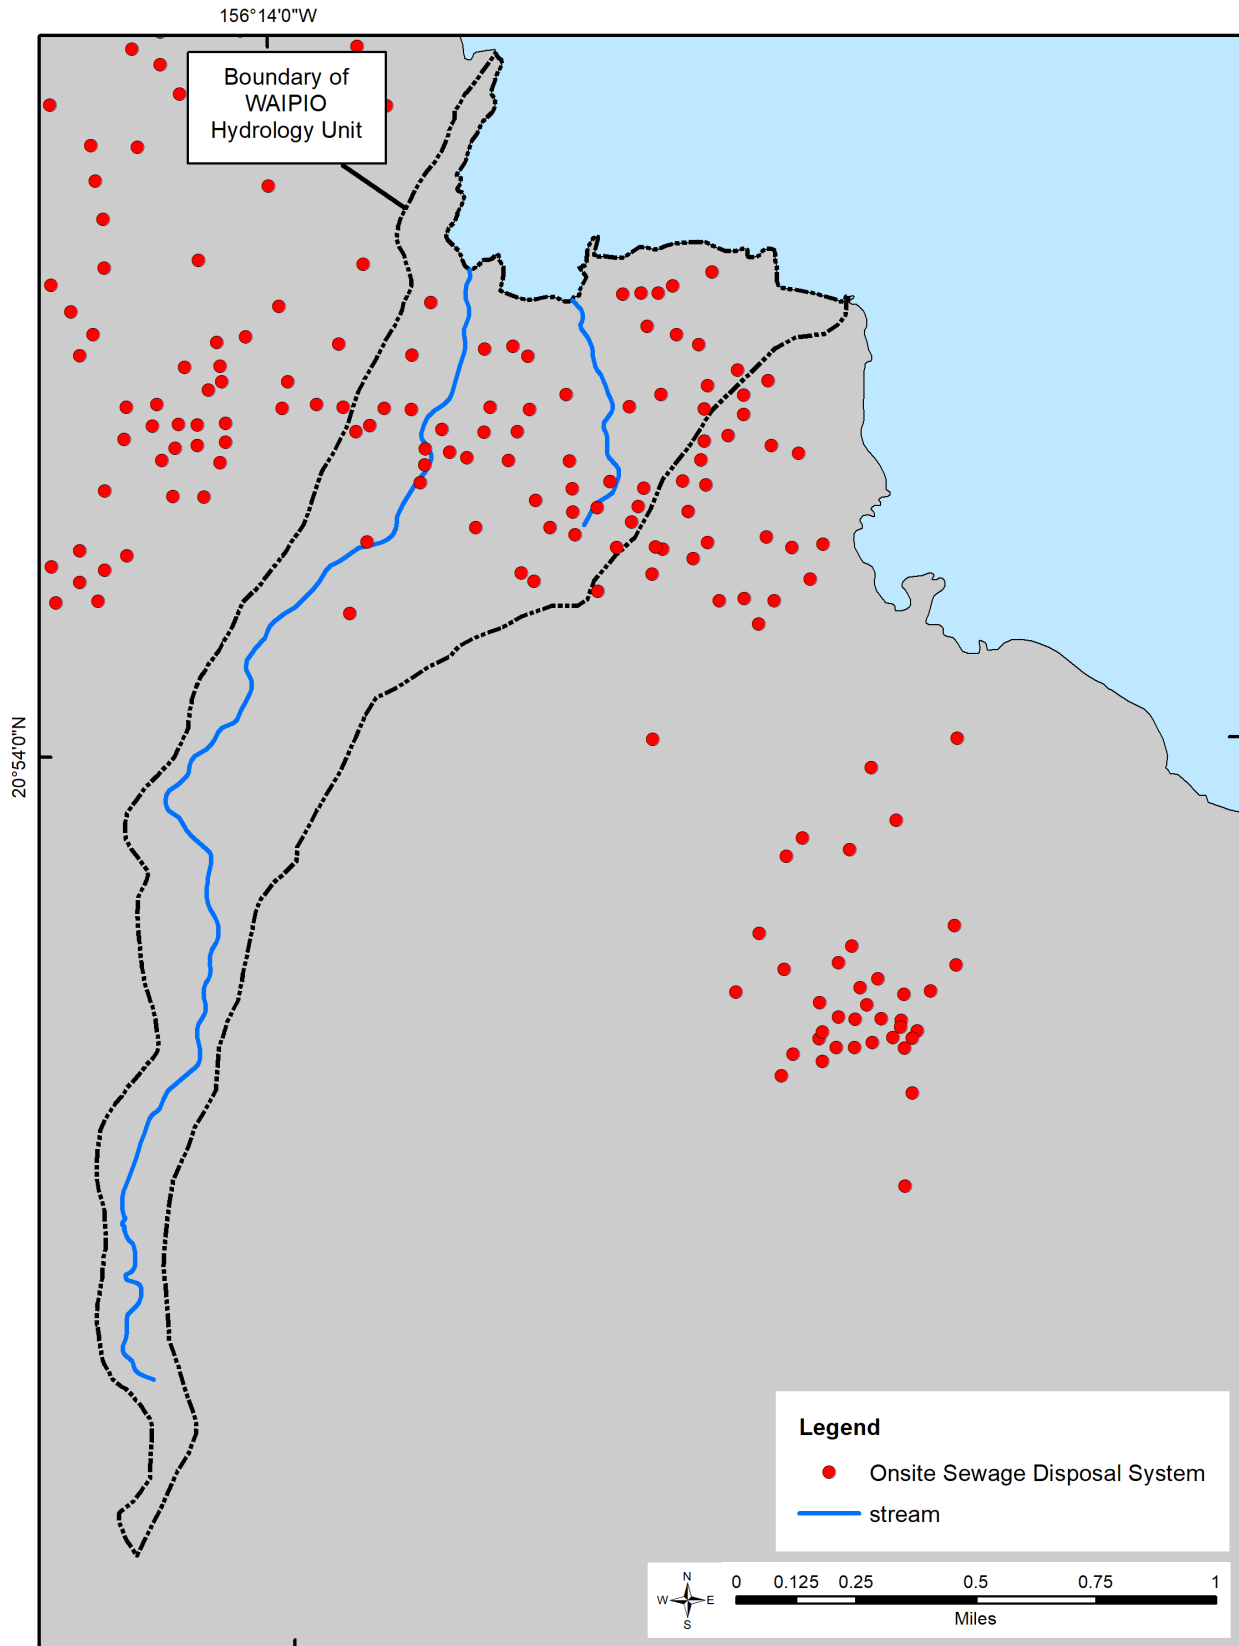 156°14'0"W
Boundary of
WAIPIO
Hydrology Unit
20°54'0"N
Legend
Onsite Sewage Disposal System
stream
N
W E
S
0 0.125 0.25 0.5 0.75 1
Miles